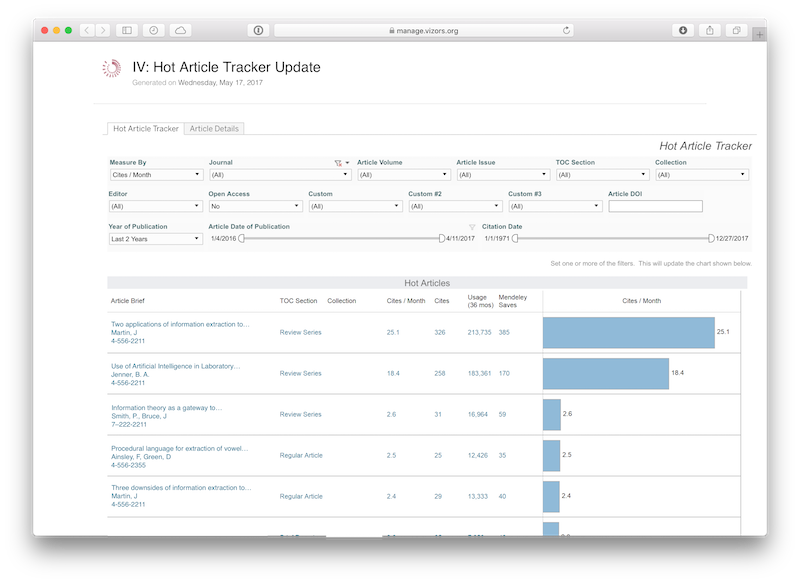 manage.vizors.org
IV: Hot Article Tracker Update
Generated on Wednesday, May 17, 2017
Hot Article Tracker Article Details
Hot Article Tracker
Measure By Journal Article Volume Article Issue TOC Section Collection
Cites / Month (All) (All) (All) (All) (All)
Editor Open Access Custom Custom #2 Custom #3 Article DOI
(All) No (All) (All) (All)
Year of Publication Article Date of Publication Citation Date
Last 2 Years 1/4/2016 4/11/2017 1/1/1971 12/27/2017
Set one or more of the filters. This will update the chart shown below.
Hot Articles
Article Brief TOC Section Collection Cites / Month Cites Usage (36 mos) Mendeley Saves Cites / Month
Two applications of information extraction to…
Martin, J
4-556-2211
Review Series 25.1 326 213,735 385 25.1
Use of Artificial Intelligence in Laboratory…
Jenner, B. A.
4-556-2211
Review Series 18.4 258 183,361 170 18.4
Information theory as a gateway to…
Smith, P., Bruce, J
7–222-2211
Review Series 2.6 31 16,964 59 2.6
Procedural language for extraction of vowel…
Ainsley, F, Green, D
4-556-2355
Regular Article 2.5 25 12,426 35 2.5
Three downsides of information extraction to…
Martin, J
4-556-2211
Regular Article 2.4 29 13,333 40 2.4